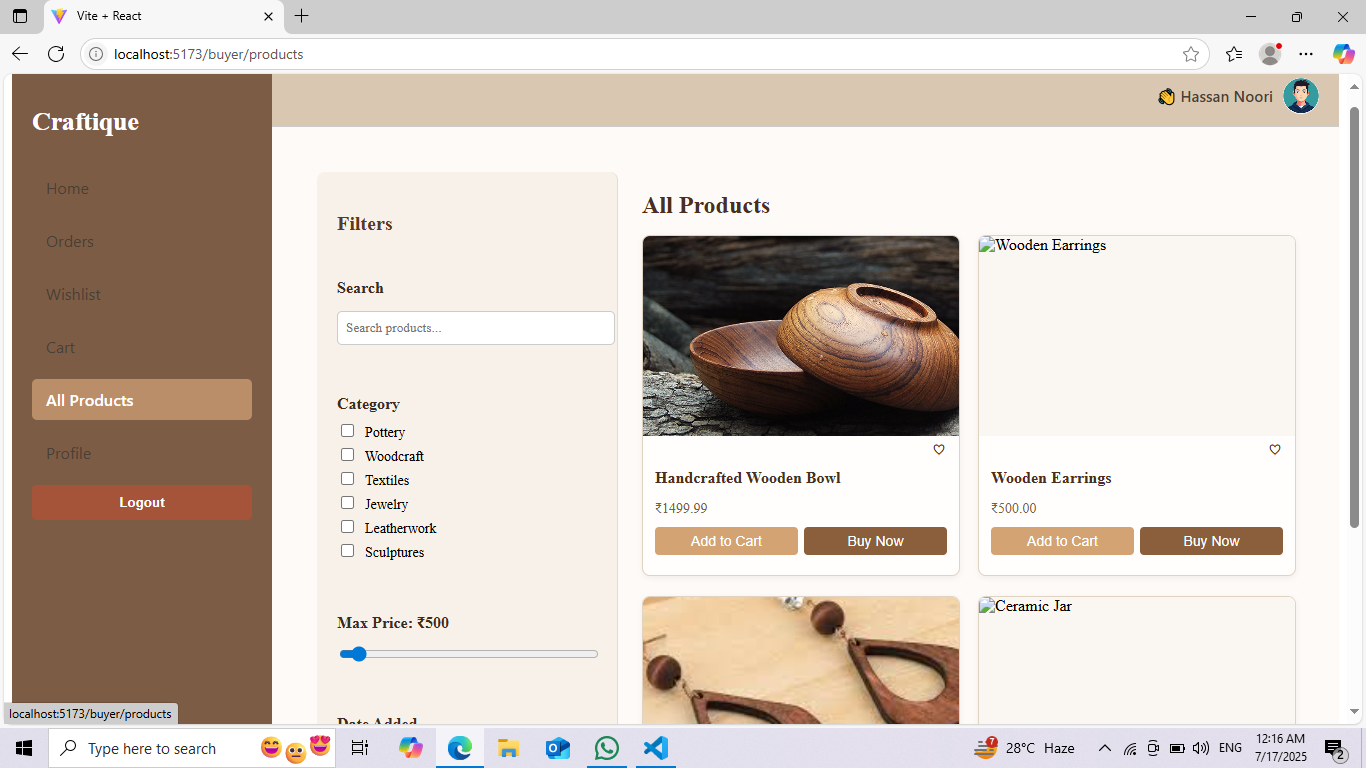 Vite + React
localhost:5173/buyer/products
Craftique
Hassan Noori
Home
Orders
Wishlist
Cart
All Products
Profile
Logout
Filters
Search
Search products...
Category
Pottery
Woodcraft
Textiles
Jewelry
Leatherwork
Sculptures
Max Price: ₹500
Date Added
All Products
Handcrafted Wooden Bowl
₹1499.99
Add to Cart
Buy Now
Wooden Earrings
Wooden Earrings
₹500.00
Add to Cart
Buy Now
Ceramic Jar
localhost:5173/buyer/products
Type here to search
7
28°C Haze
ENG
12:16 AM
7/17/2025
2